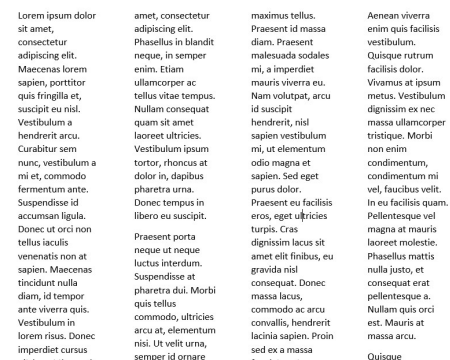 Lorem ipsum dolor
sit amet,
consectetur
adipiscing elit.
Maecenas lorem
sapien, porttitor
quis fringilla et,
suscipit eu nisl.
Vestibulum a
hendrerit arcu.
Curabitur sem
nunc, vestibulum a
mi et, commodo
fermentum ante.
Suspendisse id
accumsan ligula.
Donec ut orci non
tellus iaculis
venenatis non at
sapien. Maecenas
tincidunt nulla
diam, id tempor
ante viverra quis.
Vestibulum in
lorem risus. Donec
imperdiet cursus
amet, consectetur
adipiscing elit.
Phasellus in blandit
neque, in semper
enim. Etiam
ullamcorper ac
tellus vitae tempus.
Nullam consequat
quam sit amet
laoreet ultricies.
Vestibulum ipsum
tortor, rhoncus at
dolor in, dapibus
pharetra urna.
Donec tempus in
libero eu suscipit.
Praesent porta
neque ut neque
luctus interdum.
Suspendisse at
pharetra dui. Morbi
quis tellus
commodo, ultricies
arcu at, elementum
nisi. Ut velit urna,
semper id ornare
maximus tellus.
Praesent id massa
diam. Praesent
malesuada sodales
mi, a imperdiet
mauris viverra eu.
Nam volutpat, arcu
id suscipit
hendrerit, nisl
sapien vestibulum
mi, ut elementum
odio magna et
sapien. Sed eget
purus dolor.
Praesent eu facilisis
eros, eget ultricies
turpis. Cras
dignissim lacus sit
amet elit finibus, eu
gravida nisl
consequat. Donec
massa lacus,
commodo ac arcu
convallis, hendrerit
lacinia sapien. Proin
sed ex a massa
Aenean viverra
enim quis facilisis
vestibulum.
Quisque rutrum
facilisis dolor.
Vivamus at ipsum
metus. Vestibulum
dignissim ex nec
massa ullamcorper
tristique. Morbi
non enim
condimentum,
condimentum mi
vel, faucibus velit.
In eu facilisis quam.
Pellentesque vel
magna at mauris
laoreet molestie.
Phasellus mattis
nulla justo, et
consequat erat
pellentesque a.
Nullam quis orci
est. Mauris at
massa arcu.
Quisque